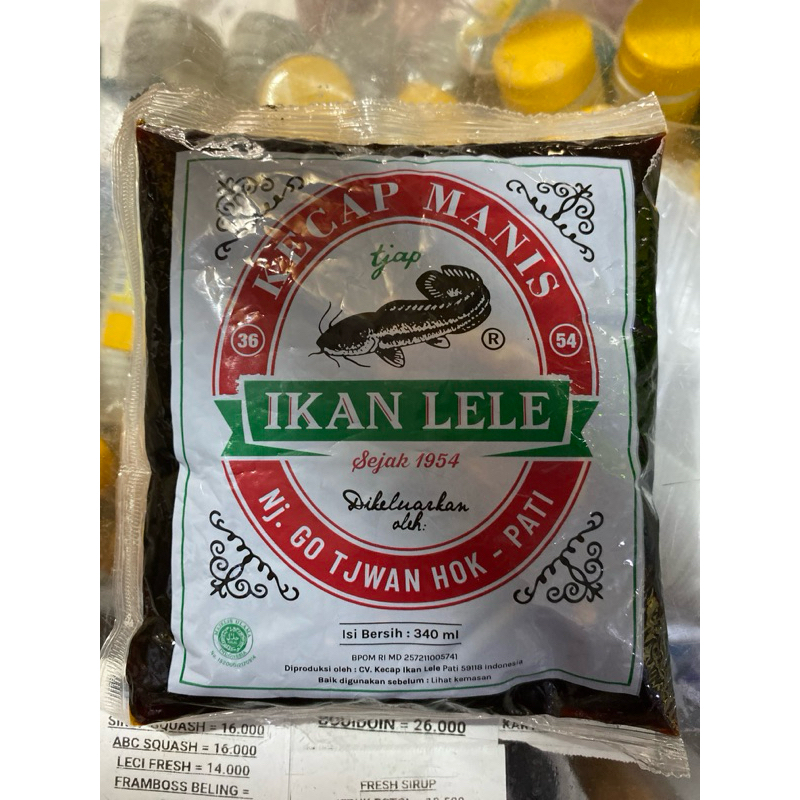 KECAP MANIS
tjap
®
36
54
IKAN LELE
Sejak 1954
Dikeluarkan
oleh:
Nj. GO TJWAN HOK - PATI
Isi Bersih : 340 ml
BPOM RI MD 257211005741
Diproduksi oleh : CV. Kecap Ikan Lele Pati 59118 Indonesia
Baik digunakan sebelum : Lihat kemasan
SQUASH = 16.000
ABC SQUASH = 16.000
LECI FRESH = 14.000
FRAMBOSS BELING =
= 26.000
FRESH SIRUP